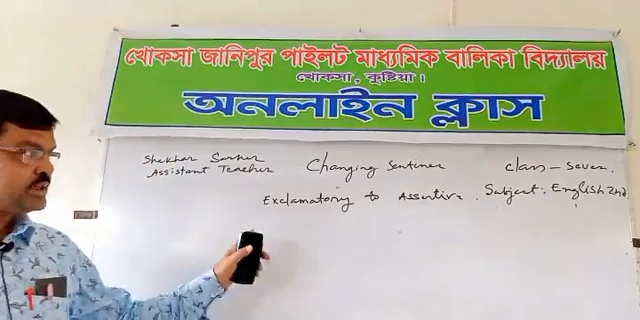 খোকসা জানিপুর পাইলট মাধ্যমিক বালিকা বিদ্যালয়
খোকসা, কুষ্টিয়া।
অনলাইন ক্লাস
Shekhar Sarker
Assistant Teacher
Changing Sentence
Class - Seven.
Exclamatory to Assertive.
Subject: English 2nd